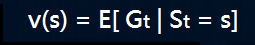 v(s) = E[ Gt | St = s]